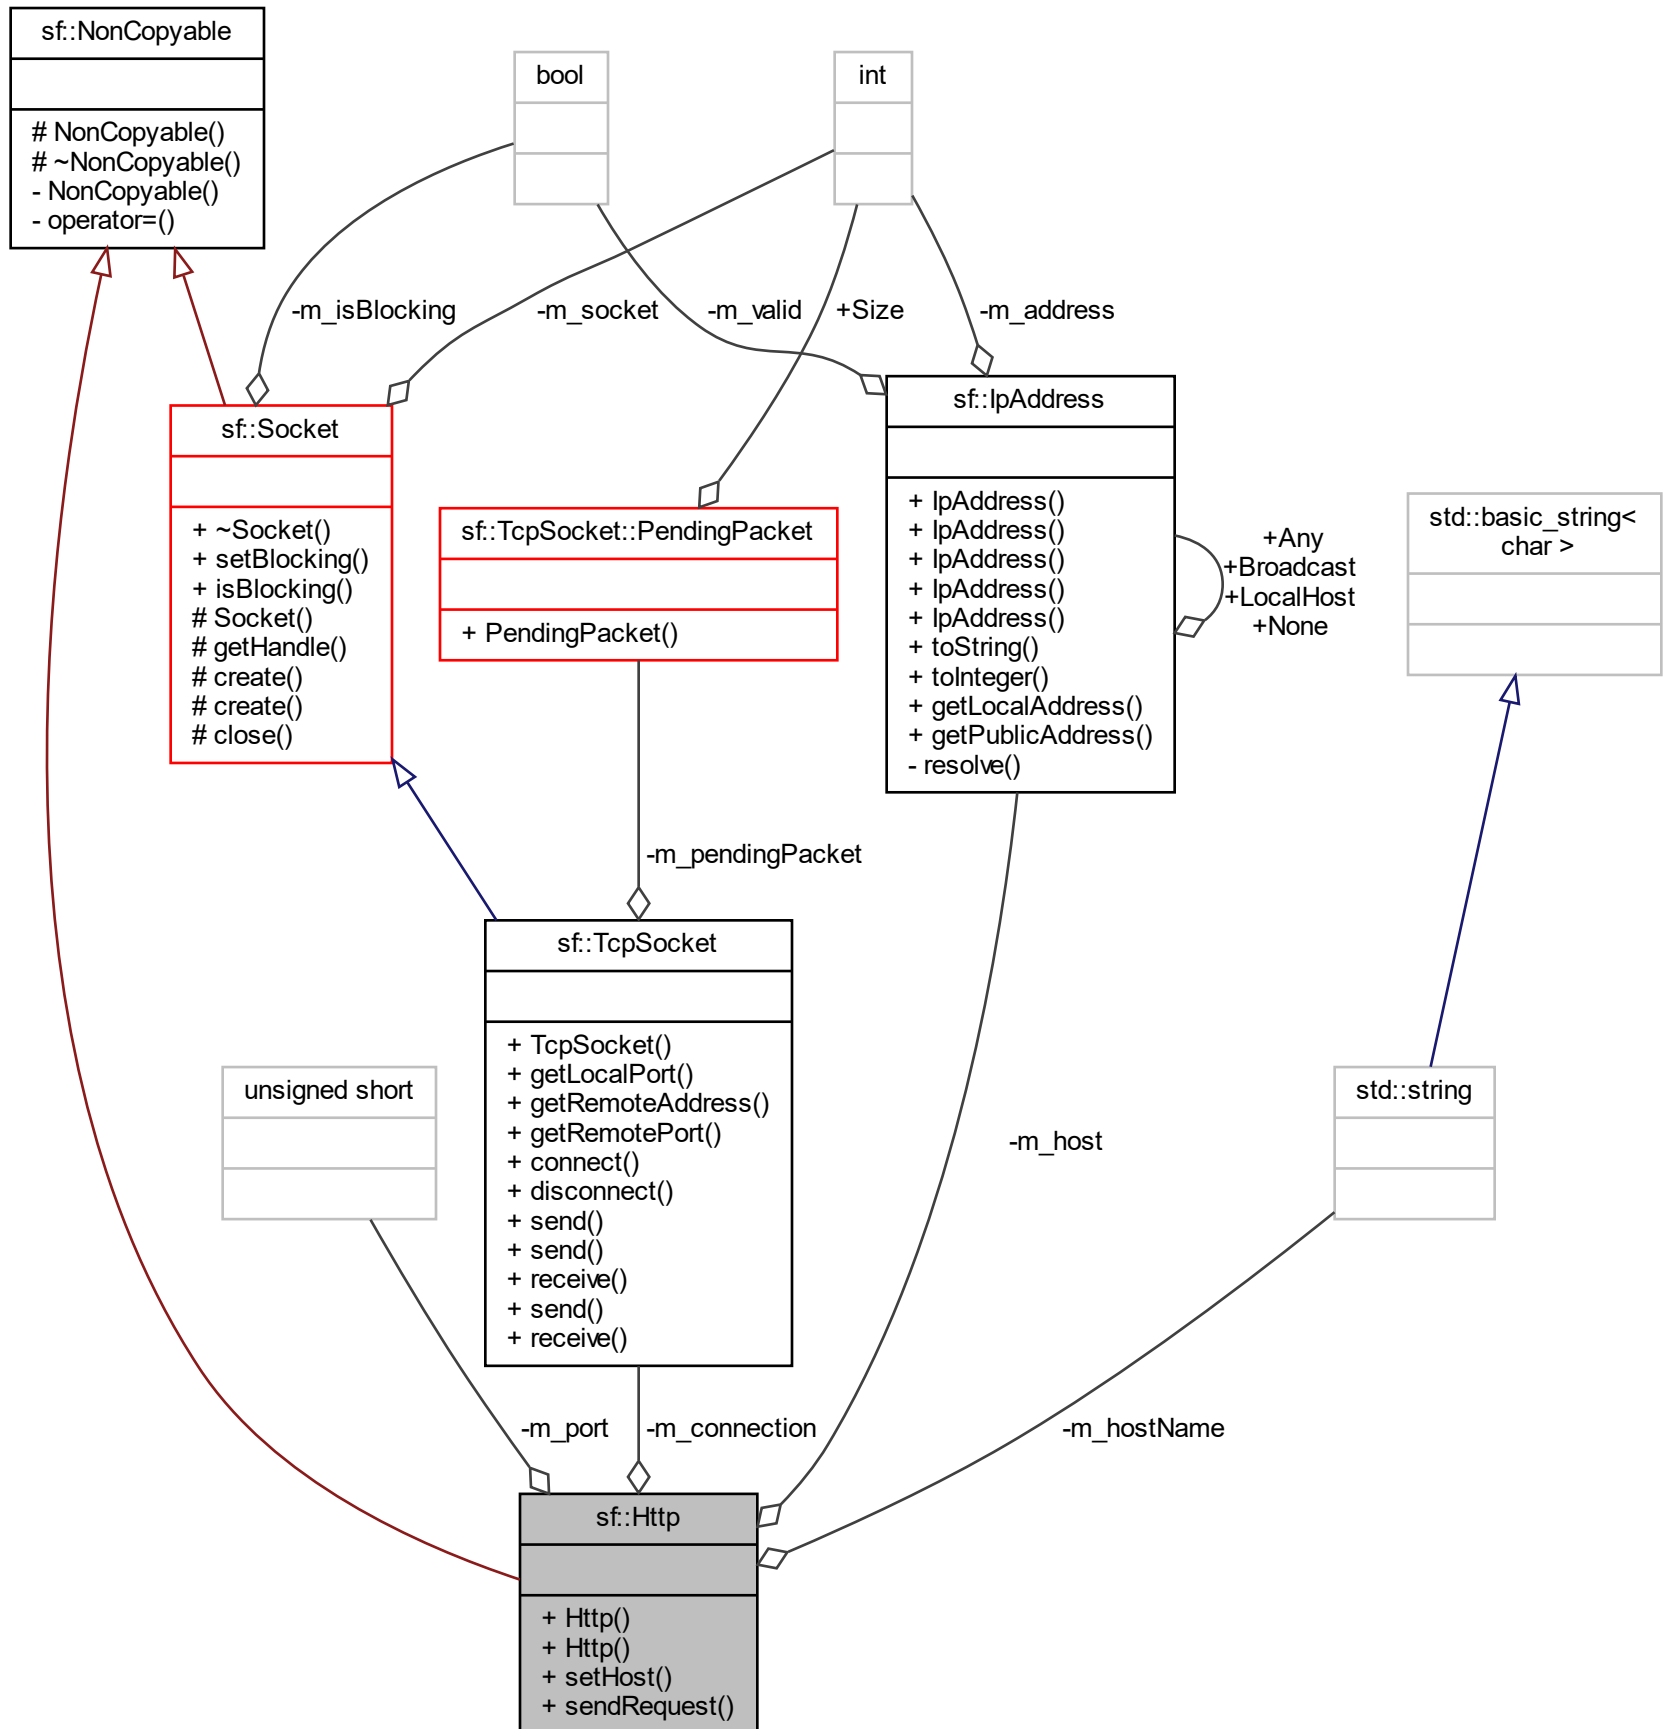 sf::NonCopyable
# NonCopyable()
# ~NonCopyable()
- NonCopyable()
- operator=()
bool
int
-m_isBlocking
-m_socket
-m_valid
+Size
-m_address
sf::Socket
+ ~Socket()
+ setBlocking()
+ isBlocking()
# Socket()
# getHandle()
# create()
# create()
# close()
sf::TcpSocket::PendingPacket
+ PendingPacket()
sf::IpAddress
+ IpAddress()
+ IpAddress()
+ IpAddress()
+ IpAddress()
+ IpAddress()
+ toString()
+ toInteger()
+ getLocalAddress()
+ getPublicAddress()
- resolve()
+Any
+Broadcast
+LocalHost
+None
std::basic_string<
char >
-m_pendingPacket
sf::TcpSocket
+ TcpSocket()
+ getLocalPort()
+ getRemoteAddress()
+ getRemotePort()
+ connect()
+ disconnect()
+ send()
+ send()
+ receive()
+ send()
+ receive()
unsigned short
-m_host
std::string
-m_port
-m_connection
-m_hostName
sf::Http
+ Http()
+ Http()
+ setHost()
+ sendRequest()